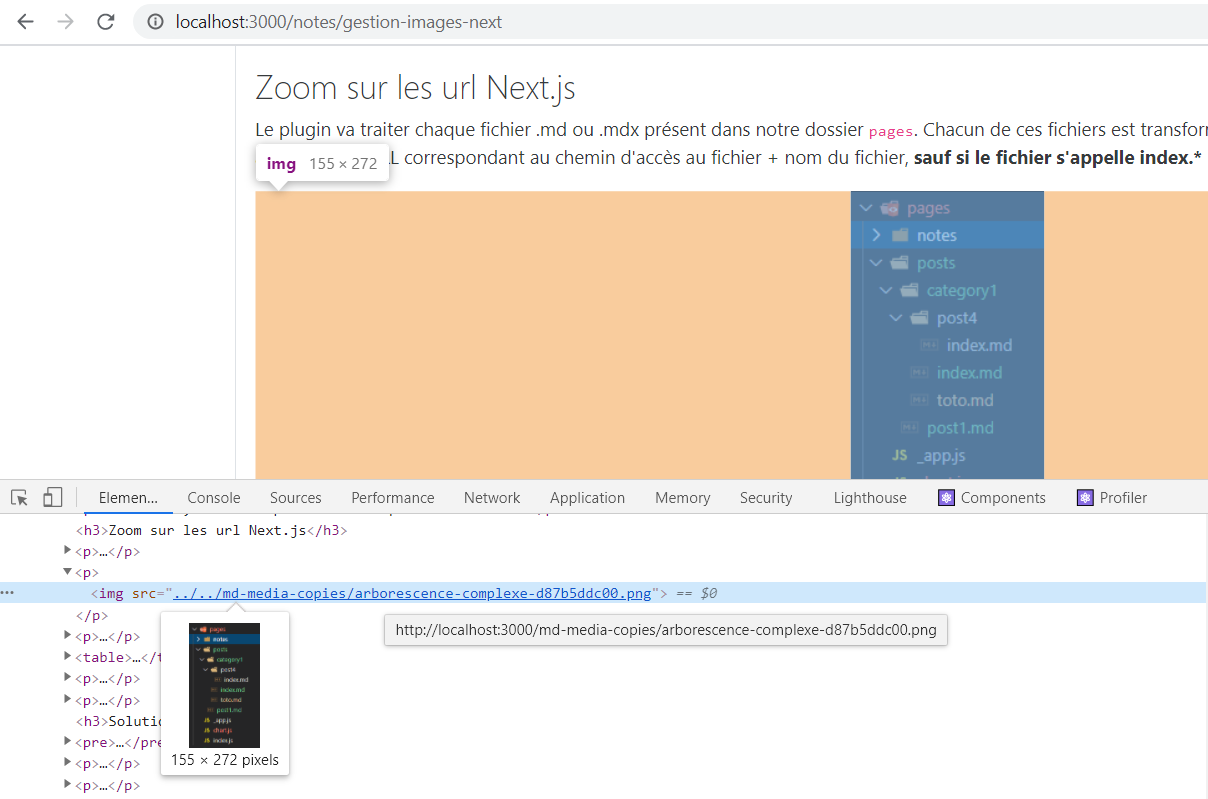 localhost:3000/notes/gestion-images-next
Zoom sur les url Next.js
Le plugin va traiter chaque fichier .md ou .mdx présent dans notre dossier pages. Chacun de ces fichiers est transfor
img 155 × 272
L correspondant au chemin d'accès au fichier + nom du fichier, sauf si le fichier s'appelle index.*
pages
notes
posts
category1
post4
index.md
index.md
toto.md
post1.md
JS _app.js
Elemen... Console Sources Performance Network Application Memory Security Lighthouse Components Profiler
<h3>Zoom sur les url Next.js</h3>
<p>…</p>
<p>
<img src="../../md-media-copies/arborescence-complexe-d87b5ddc00.png"> == $0
</p>
http://localhost:3000/md-media-copies/arborescence-complexe-d87b5ddc00.png
<p>…</p>
<table>…</t
<p>…</p>
<p>…</p>
<h3>Soluti
<pre>…</pre
<p>…</p>
<p>…</p>
pages
notes
posts
category1
post4
index.md
index.md
toto.md
post1.md
JS _app.js
JS index.js
155 × 272 pixels